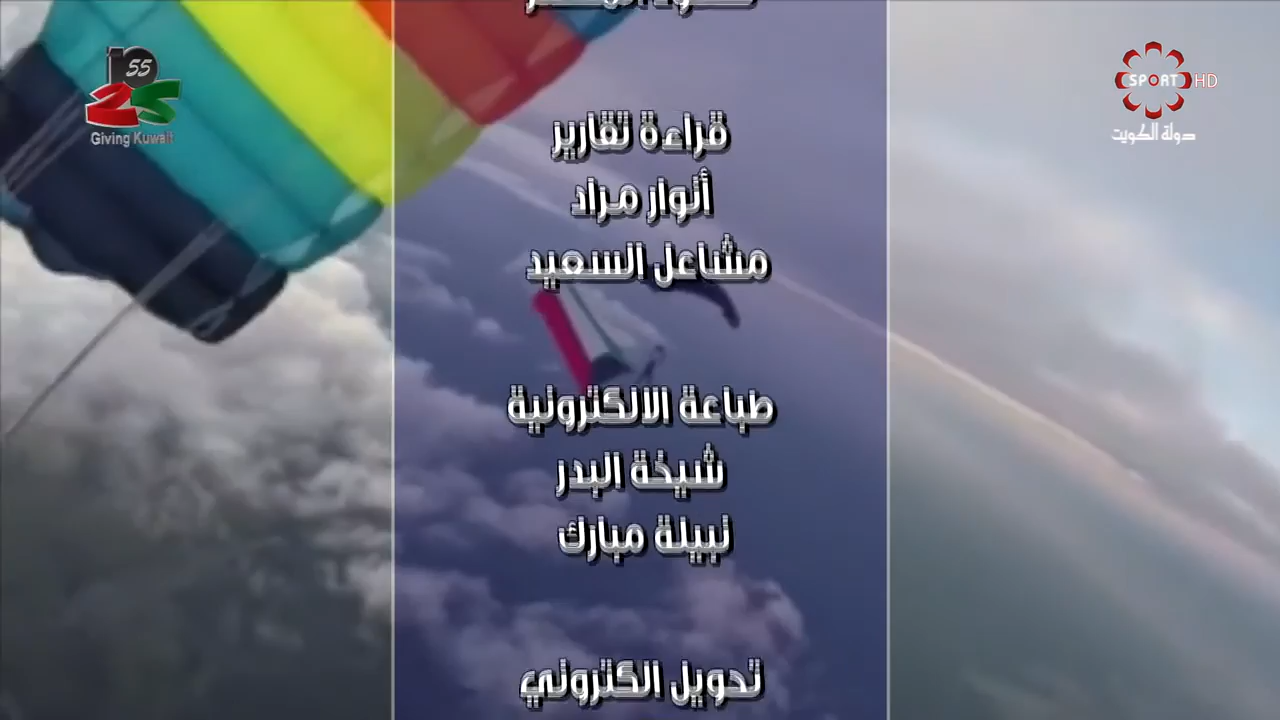 55
25
Giving Kuwait
SPORT HD
دولة الكويت
قراءة تقارير
أنوار مراد
مشاعل السعيد
طباعة الالكترونية
شيخة البدر
نبيلة مبارك
تحويل الكتروني